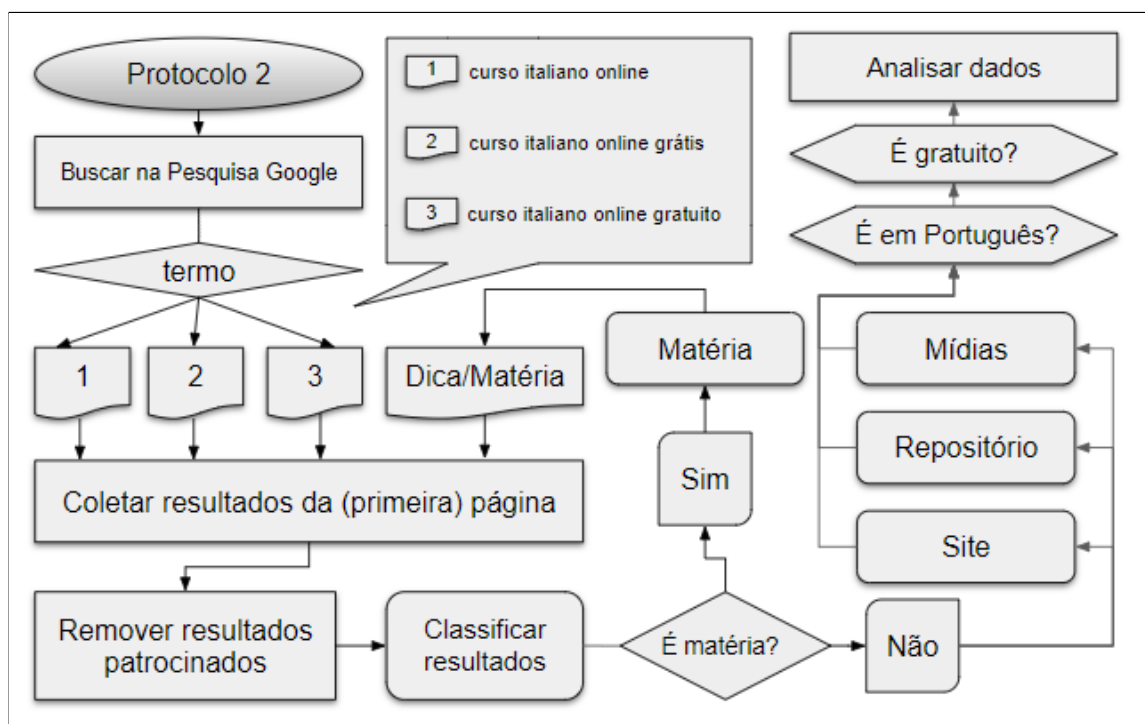 Protocolo 2
Buscar na Pesquisa Google
termo
1 curso italiano online
2 curso italiano online grátis
3 curso italiano online gratuito
1
2
3
Dica/Matéria
Coletar resultados da (primeira) página
Remover resultados
patrocinados
Classificar
resultados
É matéria?
Sim
Matéria
Não
Site
Repositório
Mídias
É em Português?
É gratuito?
Analisar dados